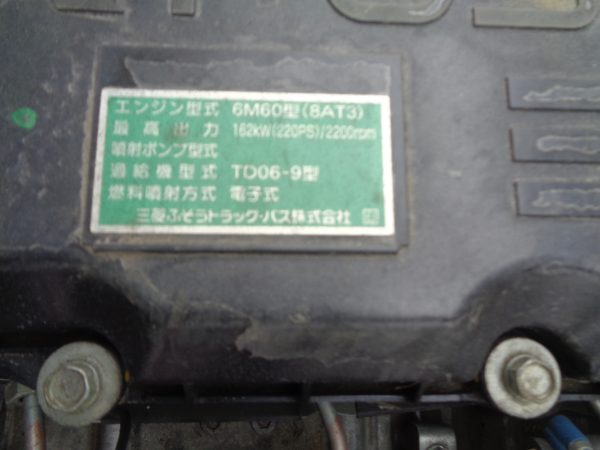 エンジン型式 6M60型(8AT3)
最高出力 162kW(220PS)/2200rpm
噴射ポンプ型式
過給機型式 TD06-9型
燃料噴射方式 電子式
三菱ふそうトラック・バス株式会社